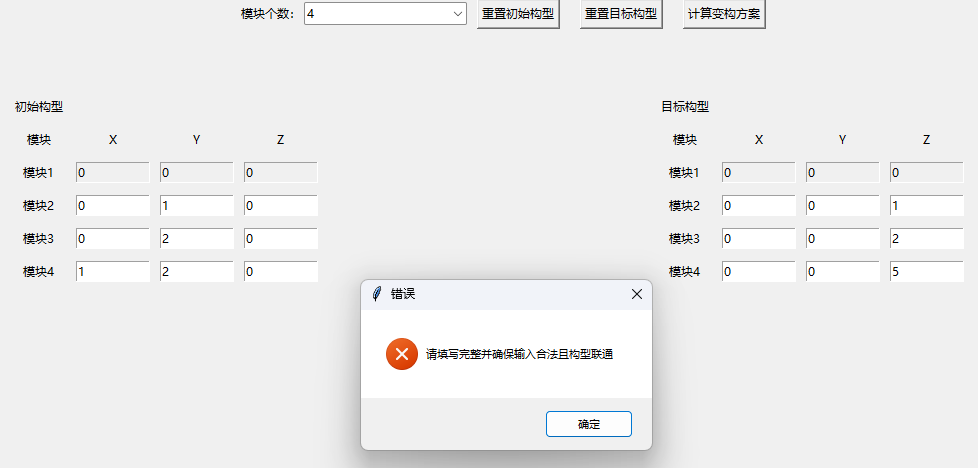 模块个数： 4 重置初始构型 重置目标构型 计算变构方案
初始构型 目标构型
模块 X Y Z 模块 X Y Z
模块1 0 0 0 模块1 0 0 0
模块2 0 1 0 模块2 0 0 1
模块3 0 2 0 模块3 0 0 2
模块4 1 2 0 模块4 0 0 5
错误
请填写完整并确保输入合法且构型联通
确定